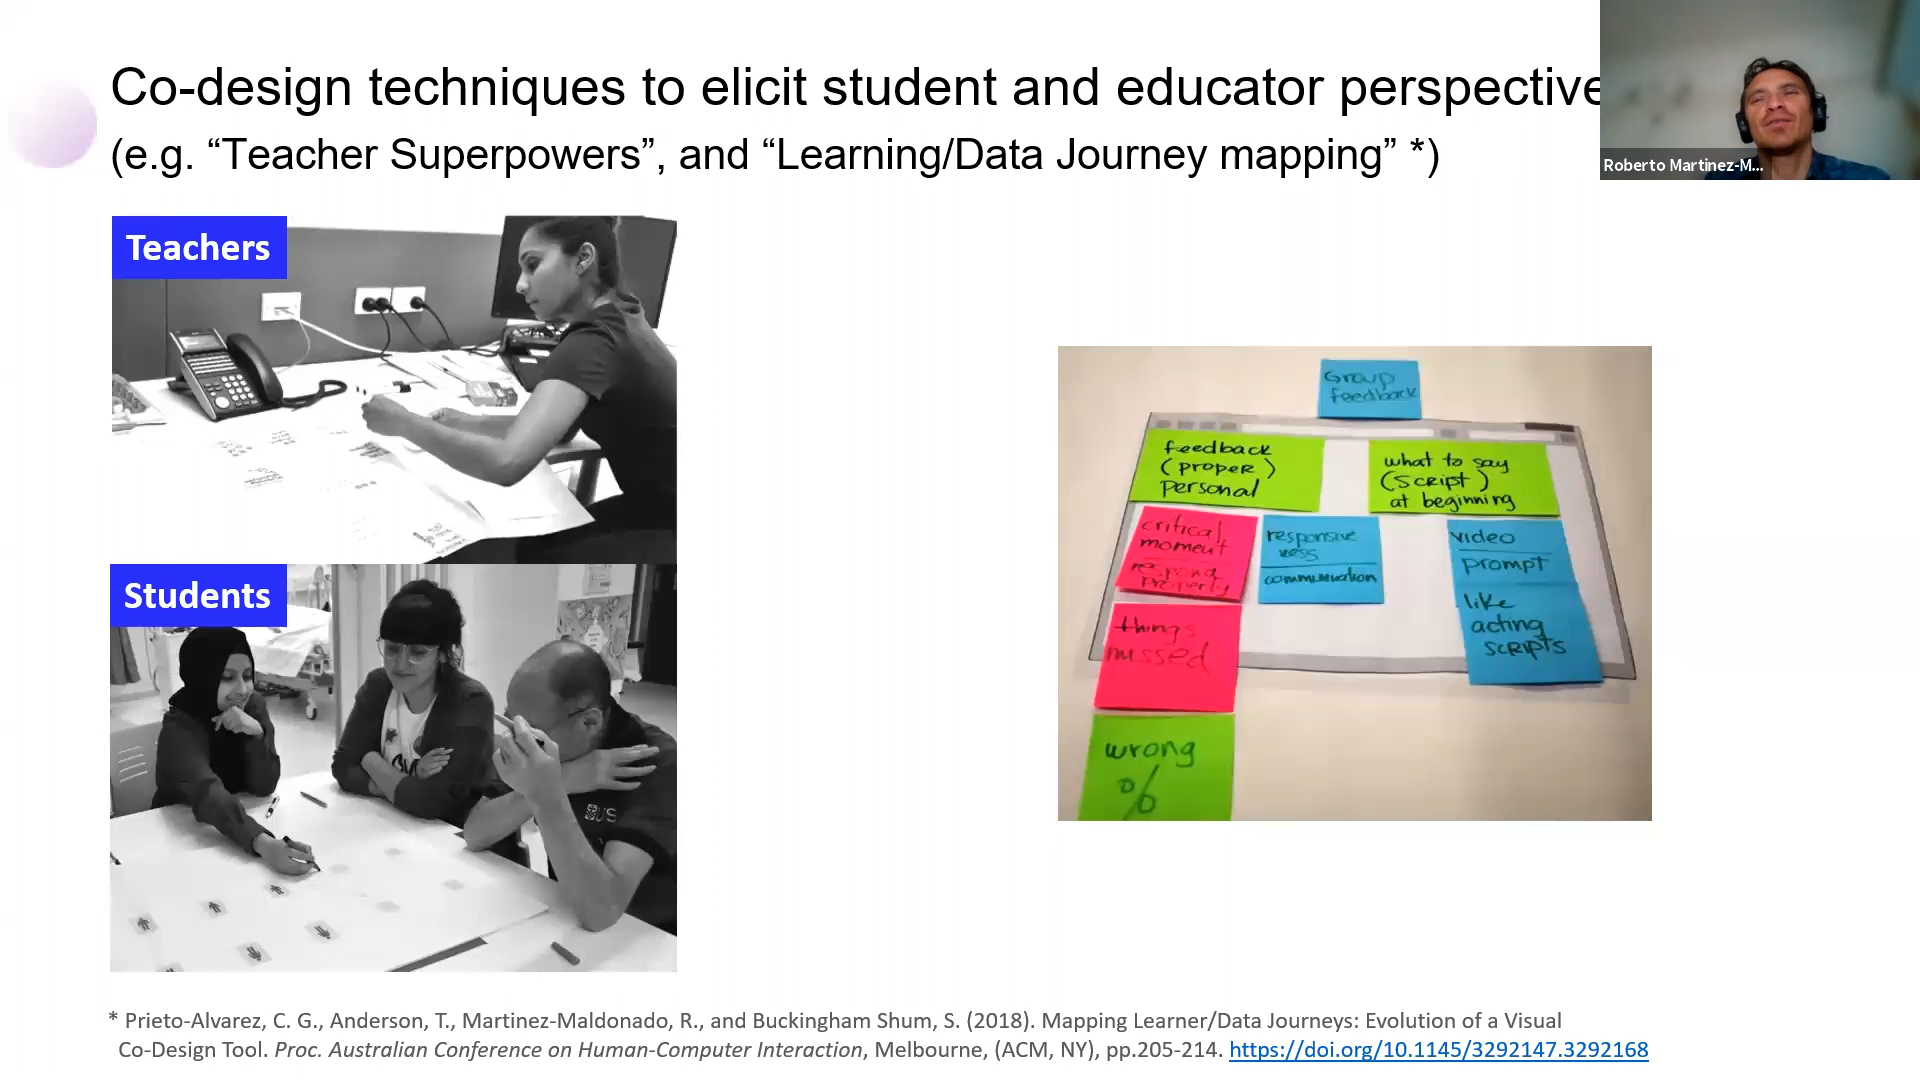 Co-design techniques to elicit student and educator perspective
(e.g. “Teacher Superpowers”, and “Learning/Data Journey mapping” *)
Roberto Martinez-M...
Teachers
Students
Group
feedback
feedback
(proper)
personal
what to say
(script)
at beginning
critical
moment
respond
properly
responsive
ness
communication
video
prompt
like
acting
scripts
things
missed
wrong
%
* Prieto-Alvarez, C. G., Anderson, T., Martinez-Maldonado, R., and Buckingham Shum, S. (2018). Mapping Learner/Data Journeys: Evolution of a Visual
Co-Design Tool. Proc. Australian Conference on Human-Computer Interaction, Melbourne, (ACM, NY), pp.205-214. https://doi.org/10.1145/3292147.3292168